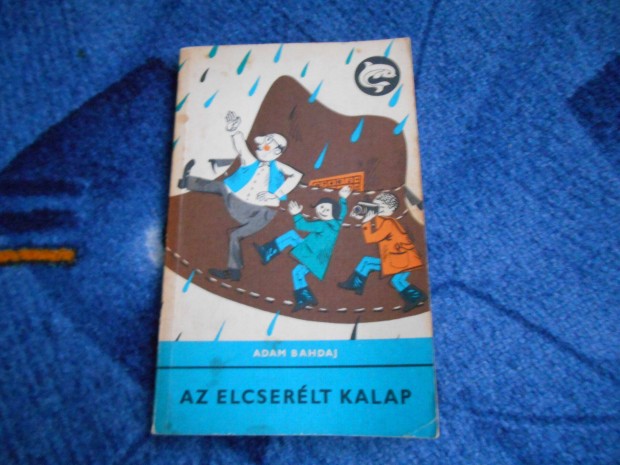 ADAM BAHDAJ
AZ ELCSERÉLT KALAP